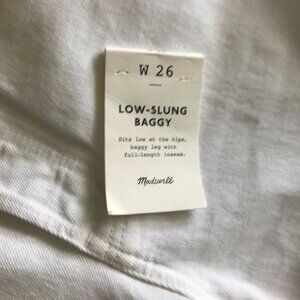 W 26
LOW-SLUNG
BAGGY
Sits low at the hips,
baggy leg with
full-length inseam.
Madewell